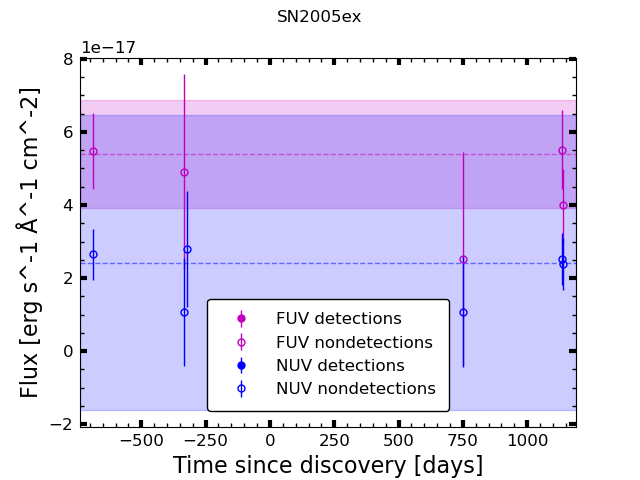 SN2005ex
1e−17
8
6
4
2
0
−2
Flux [erg s^-1 Å^-1 cm^-2]
FUV detections
FUV nondetections
NUV detections
NUV nondetections
−500 −250 0 250 500 750 1000
Time since discovery [days]